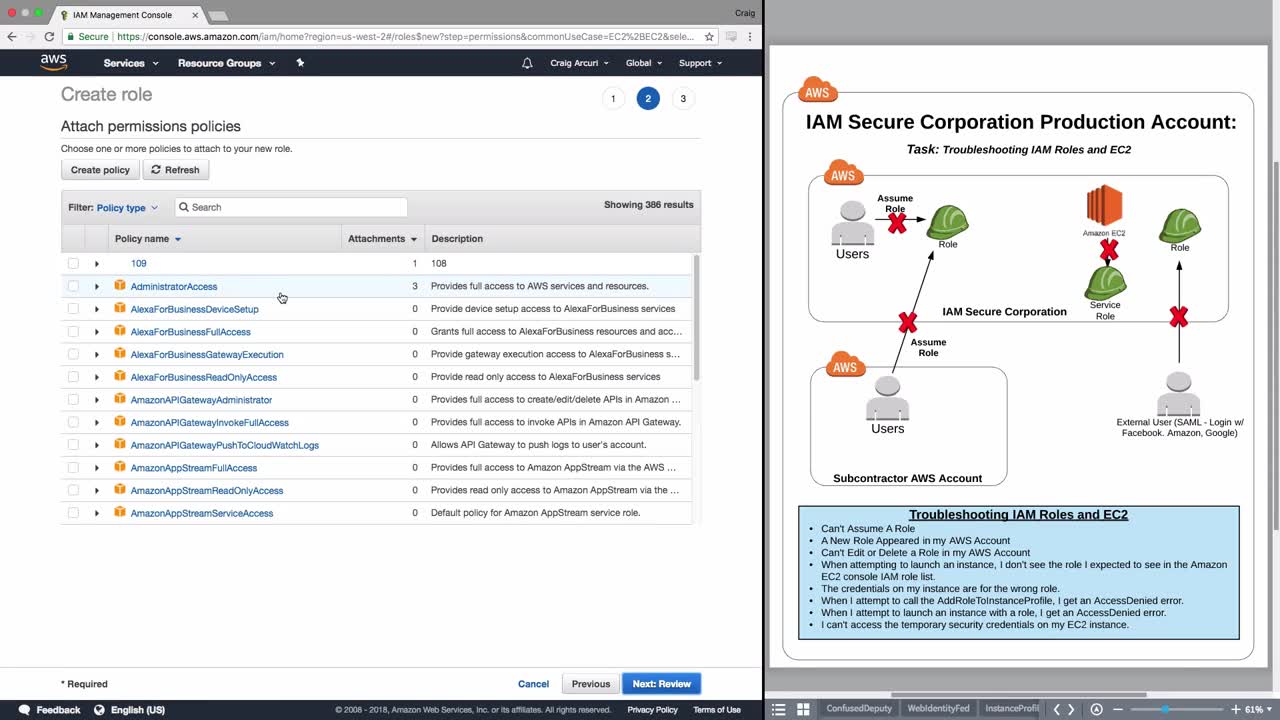 IAM Management Console
Craig
Secure | https://console.aws.amazon.com/iam/home?region=us-west-2#/roles$new?step=permissions&commonUseCase=EC2%2BEC2&sele...
aws Services Resource Groups Craig Arcuri Global Support
Create role
1 2 3
Attach permissions policies
Choose one or more policies to attach to your new role.
Create policy Refresh
Filter: Policy type Search Showing 386 results
Policy name Attachments Description
109 1 108
AdministratorAccess 3 Provides full access to AWS services and resources.
AlexaForBusinessDeviceSetup 0 Provide device setup access to AlexaForBusiness services
AlexaForBusinessFullAccess 0 Grants full access to AlexaForBusiness resources and acc...
AlexaForBusinessGatewayExecution 0 Provide gateway execution access to AlexaForBusiness s...
AlexaForBusinessReadOnlyAccess 0 Provide read only access to AlexaForBusiness services
AmazonAPIGatewayAdministrator 0 Provides full access to create/edit/delete APIs in Amazon ...
AmazonAPIGatewayInvokeFullAccess 0 Provides full access to invoke APIs in Amazon API Gateway.
AmazonAPIGatewayPushToCloudWatchLogs 0 Allows API Gateway to push logs to user's account.
AmazonAppStreamFullAccess 0 Provides full access to Amazon AppStream via the AWS ...
AmazonAppStreamReadOnlyAccess 0 Provides read only access to Amazon AppStream via the ...
AmazonAppStreamServiceAccess 0 Default policy for Amazon AppStream service role.
* Required Cancel Previous Next: Review
Feedback English (US) © 2008 - 2018, Amazon Web Services, Inc. or its affiliates. All rights reserved. Privacy Policy Terms of Use
AWS
IAM Secure Corporation Production Account:
Task: Troubleshooting IAM Roles and EC2
AWS
Assume
Role
Users
Role
Amazon EC2
Service
Role
Role
IAM Secure Corporation
Assume
Role
AWS
Users
Subcontractor AWS Account
External User (SAML - Login w/
Facebook. Amazon, Google)
Troubleshooting IAM Roles and EC2
• Can't Assume A Role
• A New Role Appeared in my AWS Account
• Can't Edit or Delete a Role in my AWS Account
• When attempting to launch an instance, I don't see the role I expected to see in the Amazon
EC2 console IAM role list.
• The credentials on my instance are for the wrong role.
• When I attempt to call the AddRoleToInstanceProfile, I get an AccessDenied error.
• When I attempt to launch an instance with a role, I get an AccessDenied error.
• I can't access the temporary security credentials on my EC2 instance.
ConfusedDeputy WebIdentityFed InstanceProfil 61%